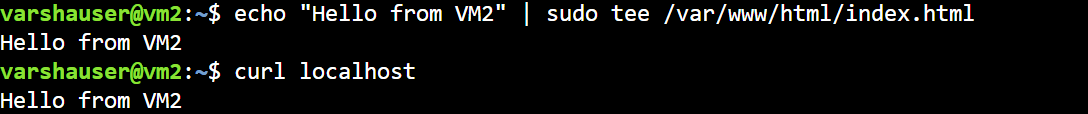 varshauser@vm2:~$ echo "Hello from VM2" | sudo tee /var/www/html/index.html
Hello from VM2
varshauser@vm2:~$ curl localhost
Hello from VM2